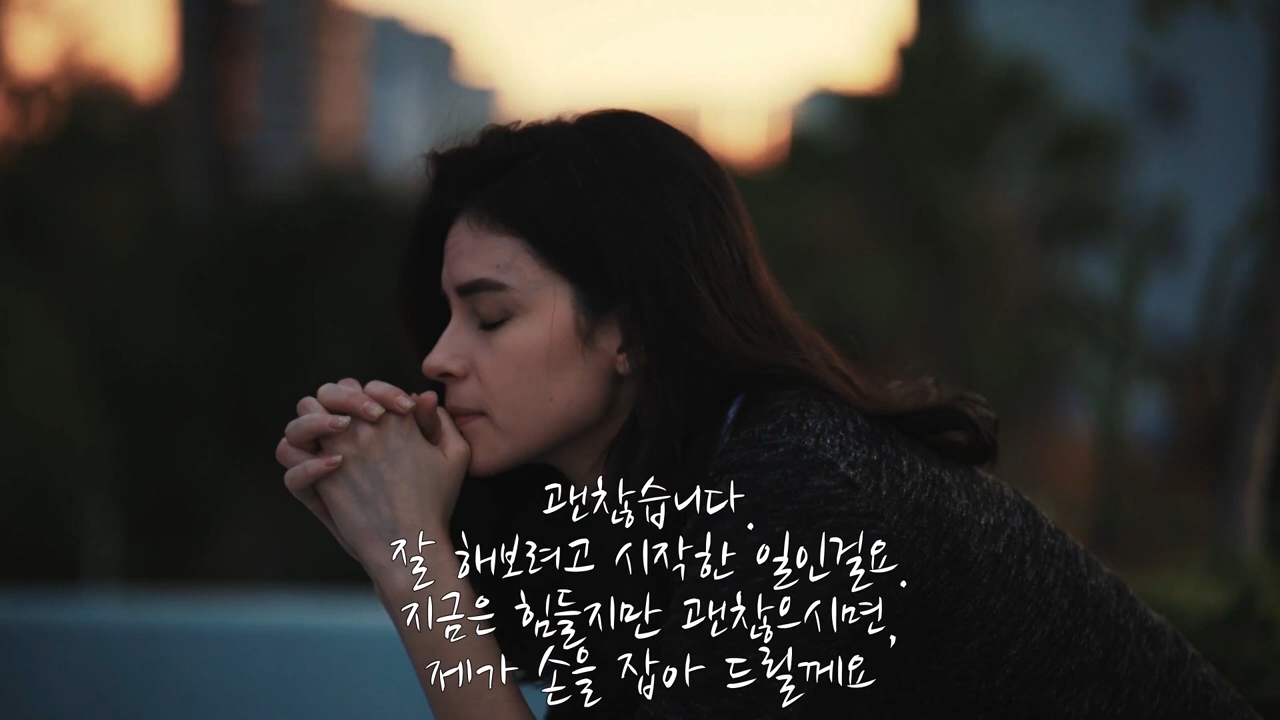 괜찮습니다.
잘 해보려고 시작한 일인걸요.
지금은 힘들지만 괜찮으시면,
제가 손을 잡아 드릴께요